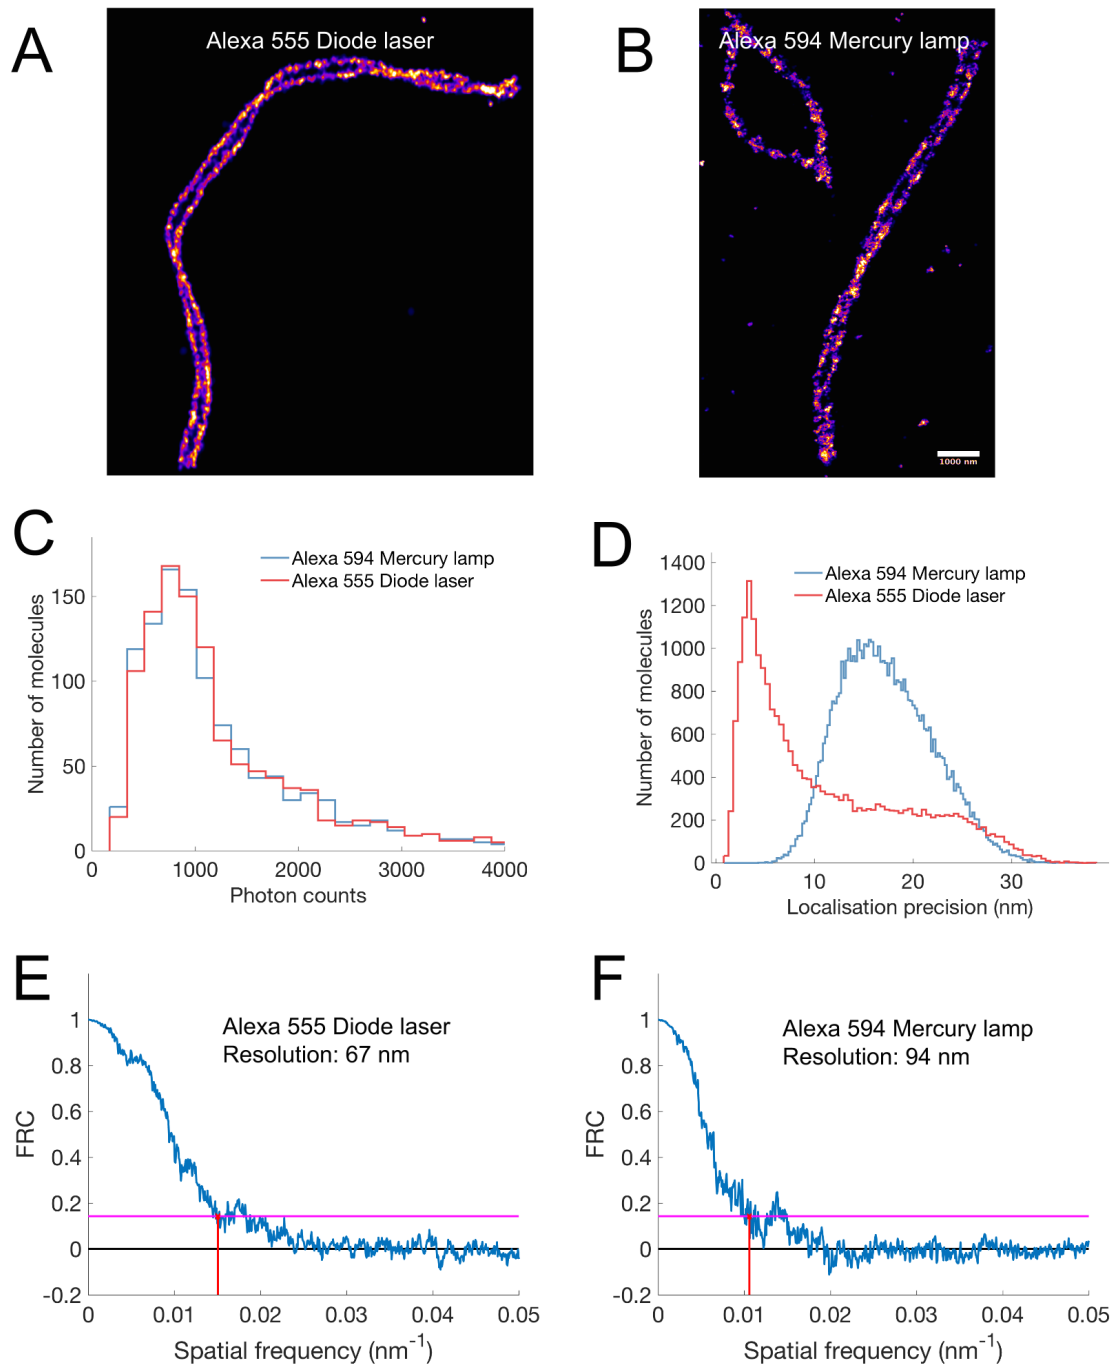 A
Alexa 555 Diode laser
B
Alexa 594 Mercury lamp
1000 nm
C
Alexa 594 Mercury lamp
Alexa 555 Diode laser
Number of molecules
150
100
50
0
0
1000
2000
3000
4000
Photon counts
D
Alexa 594 Mercury lamp
Alexa 555 Diode laser
Number of molecules
1400
1200
1000
800
600
400
200
0
0
10
20
30
Localisation precision (nm)
E
Alexa 555 Diode laser
Resolution: 67 nm
FRC
1
0.8
0.6
0.4
0.2
0
-0.2
0
0.01
0.02
0.03
0.04
0.05
Spatial frequency (nm⁻¹)
F
Alexa 594 Mercury lamp
Resolution: 94 nm
FRC
1
0.8
0.6
0.4
0.2
0
-0.2
0
0.01
0.02
0.03
0.04
0.05
Spatial frequency (nm⁻¹)